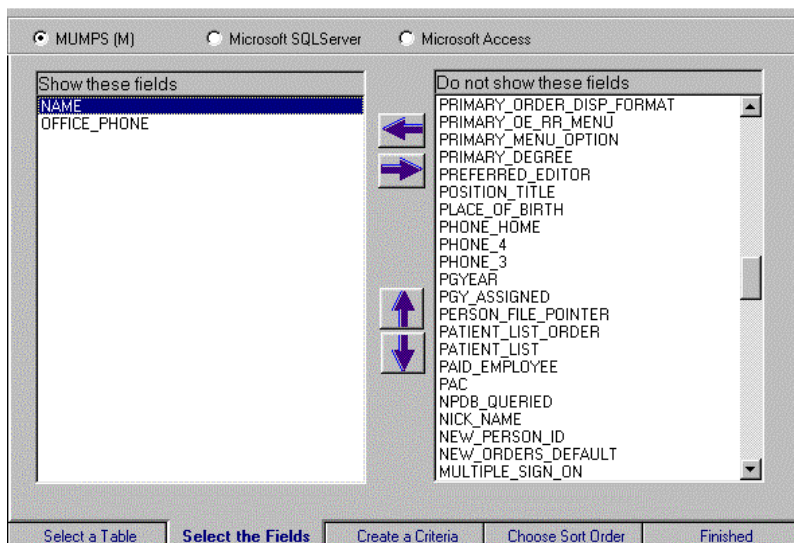 MUMPS (M) Microsoft SQLServer Microsoft Access
Show these fields
NAME
OFFICE_PHONE
Do not show these fields
PRIMARY_ORDER_DISP_FORMAT
PRIMARY_OE_RR_MENU
PRIMARY_MENU_OPTION
PRIMARY_DEGREE
PREFERRED_EDITOR
POSITION_TITLE
PLACE_OF_BIRTH
PHONE_HOME
PHONE_4
PHONE_3
PGYEAR
PGY_ASSIGNED
PERSON_FILE_POINTER
PATIENT_LIST_ORDER
PATIENT_LIST
PAID_EMPLOYEE
PAC
NPDB_QUERIED
NICK_NAME
NEW_PERSON_ID
NEW_ORDERS_DEFAULT
MULTIPLE_SIGN_ON
Select a Table Select the Fields Create a Criteria Choose Sort Order Finished